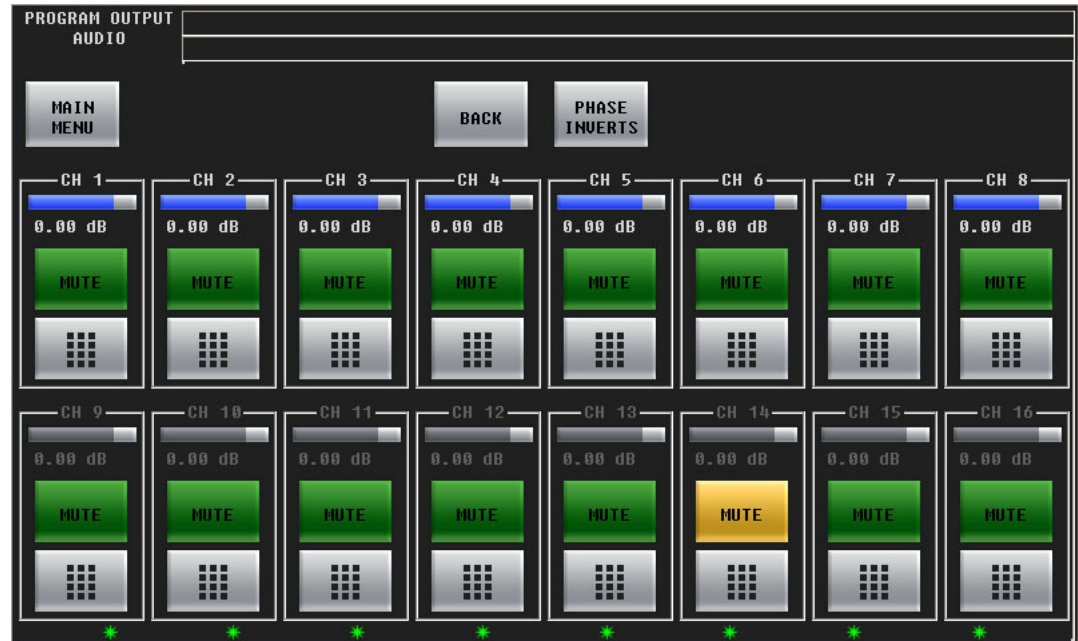 PROGRAM OUTPUT
AUDIO
MAIN
MENU
BACK
PHASE
INVERTS
CH 1 CH 2 CH 3 CH 4 CH 5 CH 6 CH 7 CH 8
0.00 dB 0.00 dB 0.00 dB 0.00 dB 0.00 dB 0.00 dB 0.00 dB 0.00 dB
MUTE MUTE MUTE MUTE MUTE MUTE MUTE MUTE
CH 9 CH 10 CH 11 CH 12 CH 13 CH 14 CH 15 CH 16
0.00 dB 0.00 dB 0.00 dB 0.00 dB 0.00 dB 0.00 dB 0.00 dB 0.00 dB
MUTE MUTE MUTE MUTE MUTE MUTE MUTE MUTE